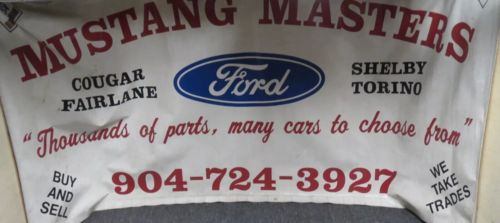 MUSTANG MASTERS
COUGAR
FAIRLANE
Ford
SHELBY
TORINO
"Thousands of parts, many cars to choose from"
BUY
AND
SELL
904-724-3927
WE
TAKE
TRADES